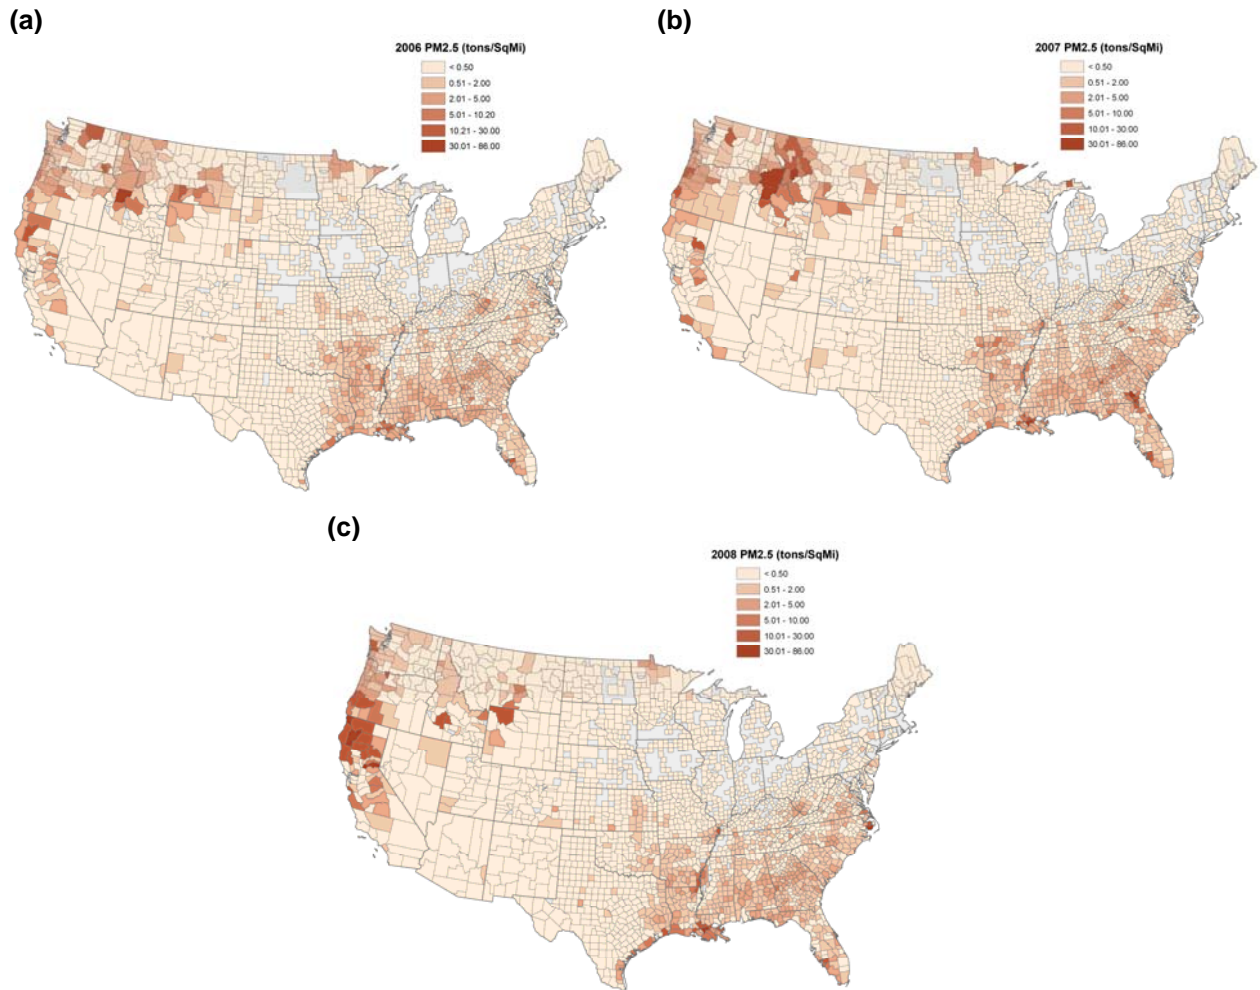 (a)
2006 PM2.5 (tons/SqMi)
< 0.50
0.51 - 2.00
2.01 - 5.00
5.01 - 10.20
10.21 - 30.00
30.01 - 86.00
(b)
2007 PM2.5 (tons/SqMi)
< 0.50
0.51 - 2.00
2.01 - 5.00
5.01 - 10.00
10.01 - 30.00
30.01 - 86.00
(c)
2008 PM2.5 (tons/SqMi)
< 0.50
0.51 - 2.00
2.01 - 5.00
5.01 - 10.00
10.01 - 30.00
30.01 - 86.00